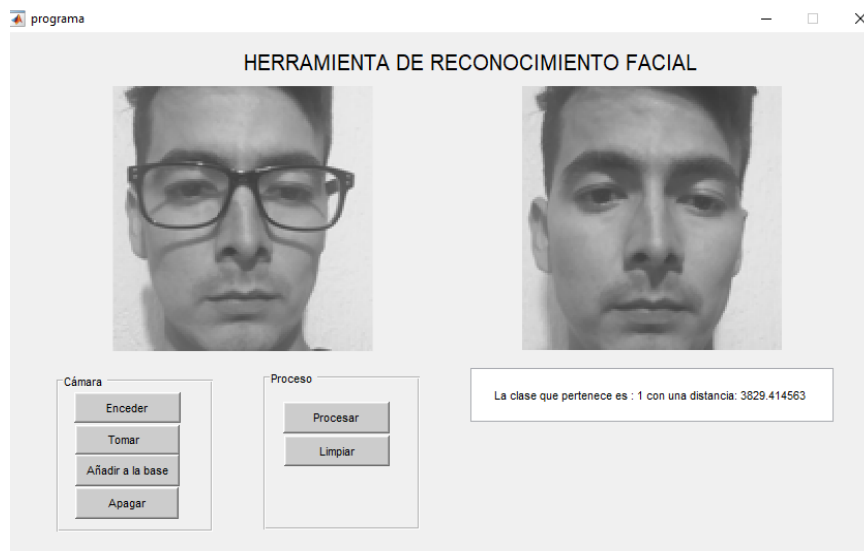 programa
HERRAMIENTA DE RECONOCIMIENTO FACIAL
Cámara
Enceder
Tomar
Añadir a la base
Apagar
Proceso
Procesar
Limpiar
La clase que pertenece es : 1 con una distancia: 3829.414563